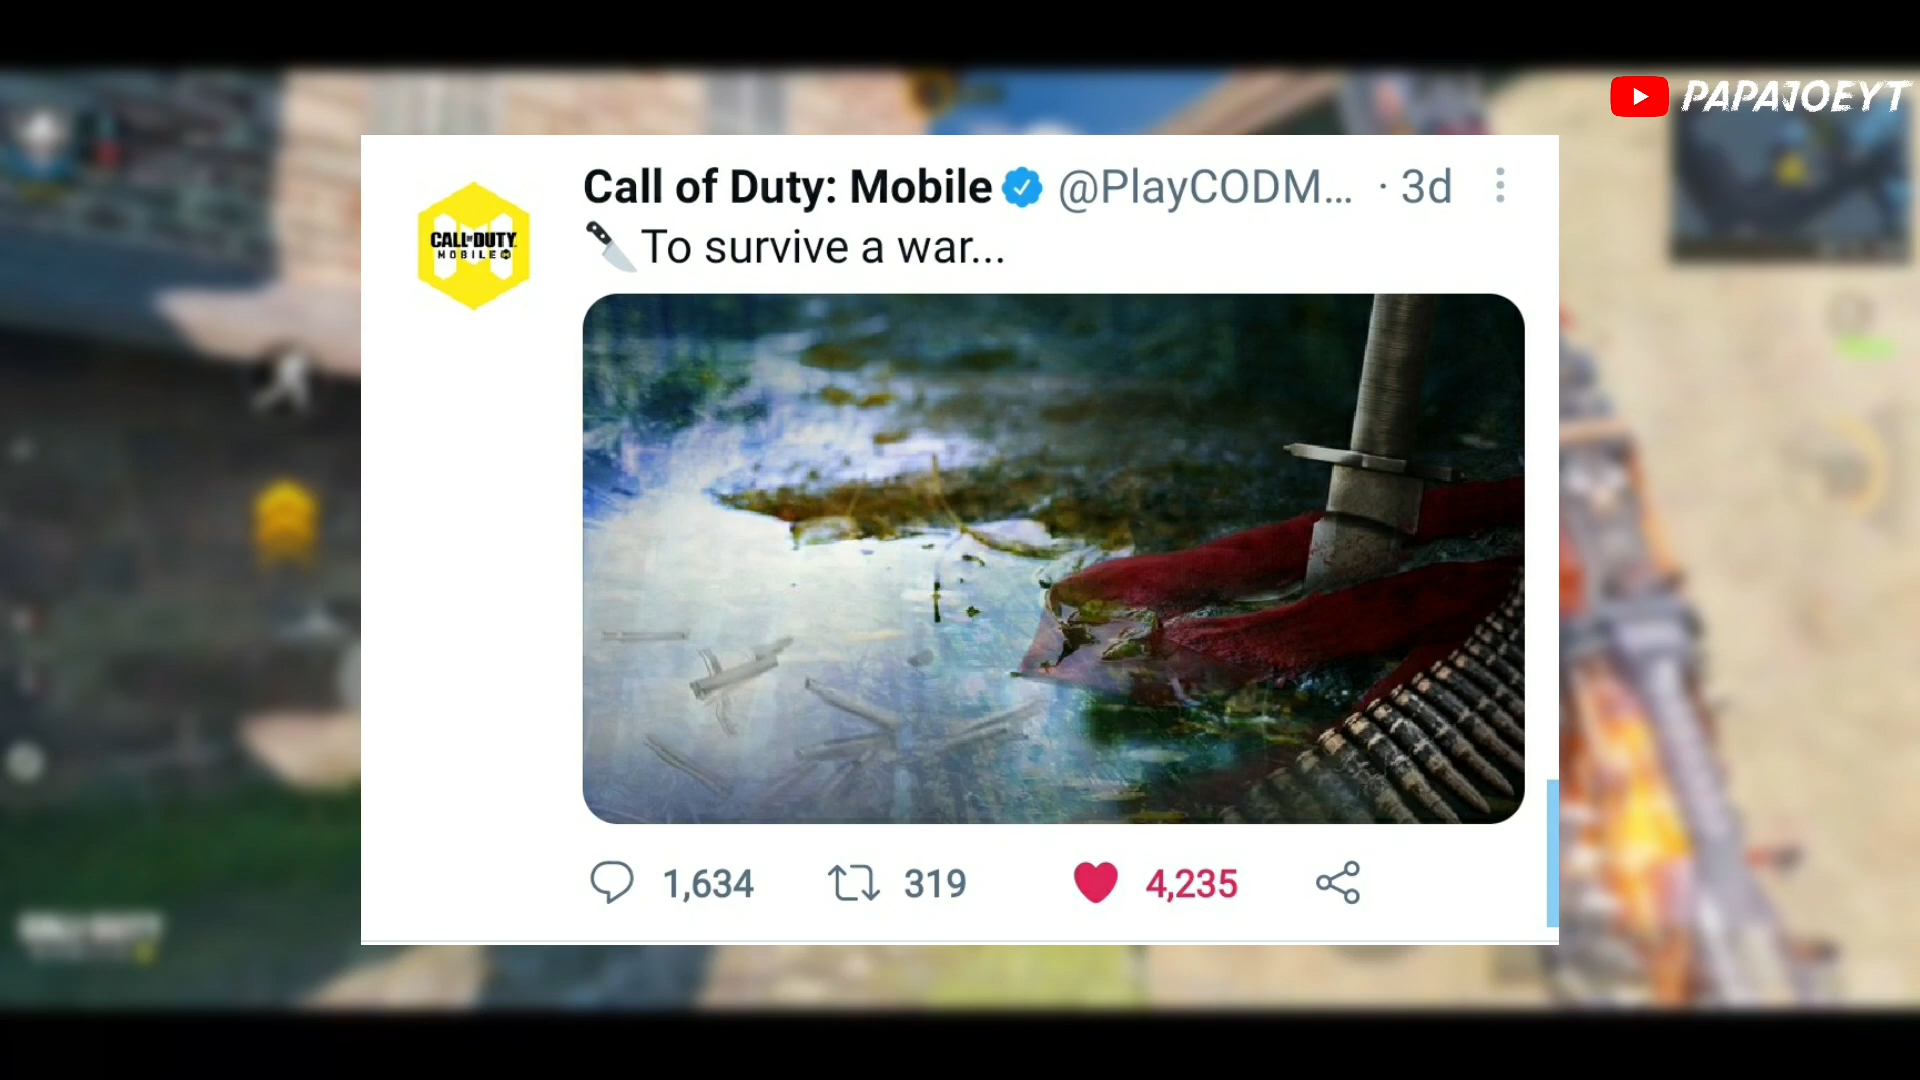 PAPAJOEYT
Call of Duty: Mobile @PlayCODM... · 3d
🔪To survive a war...
CALL OF DUTY
MOBILE
1,634 319 4,235